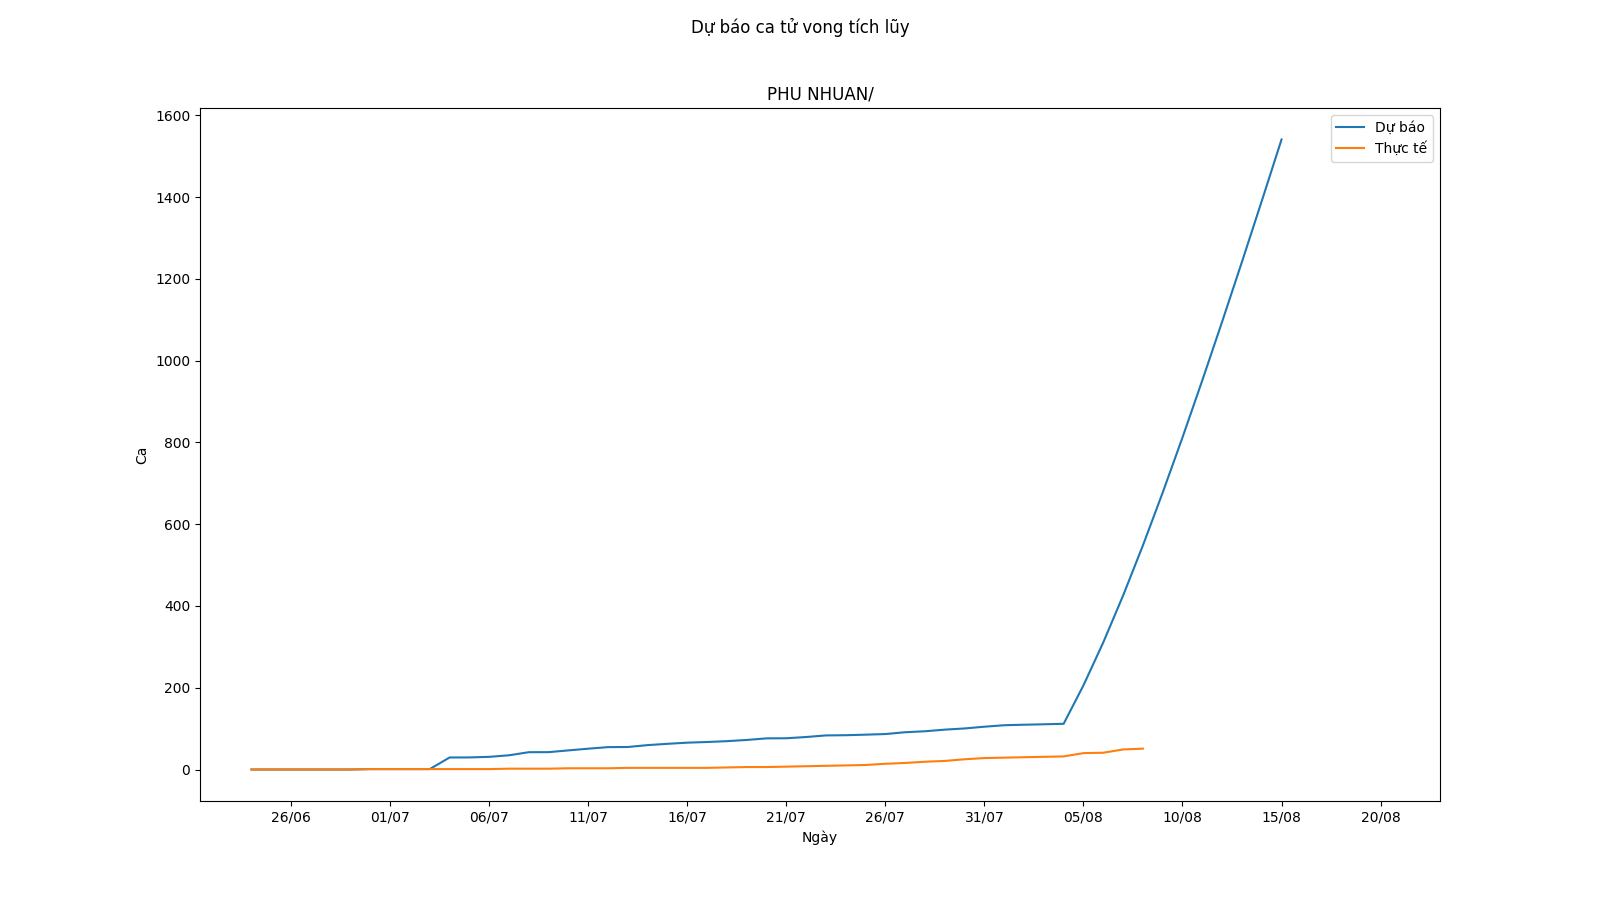 Dự báo ca tử vong tích lũy
PHU NHUAN/
1600
1400
1200
1000
800
600
400
200
0
Ca
Dự báo
Thực tế
26/06 01/07 06/07 11/07 16/07 21/07 26/07 31/07 05/08 10/08 15/08 20/08
Ngày